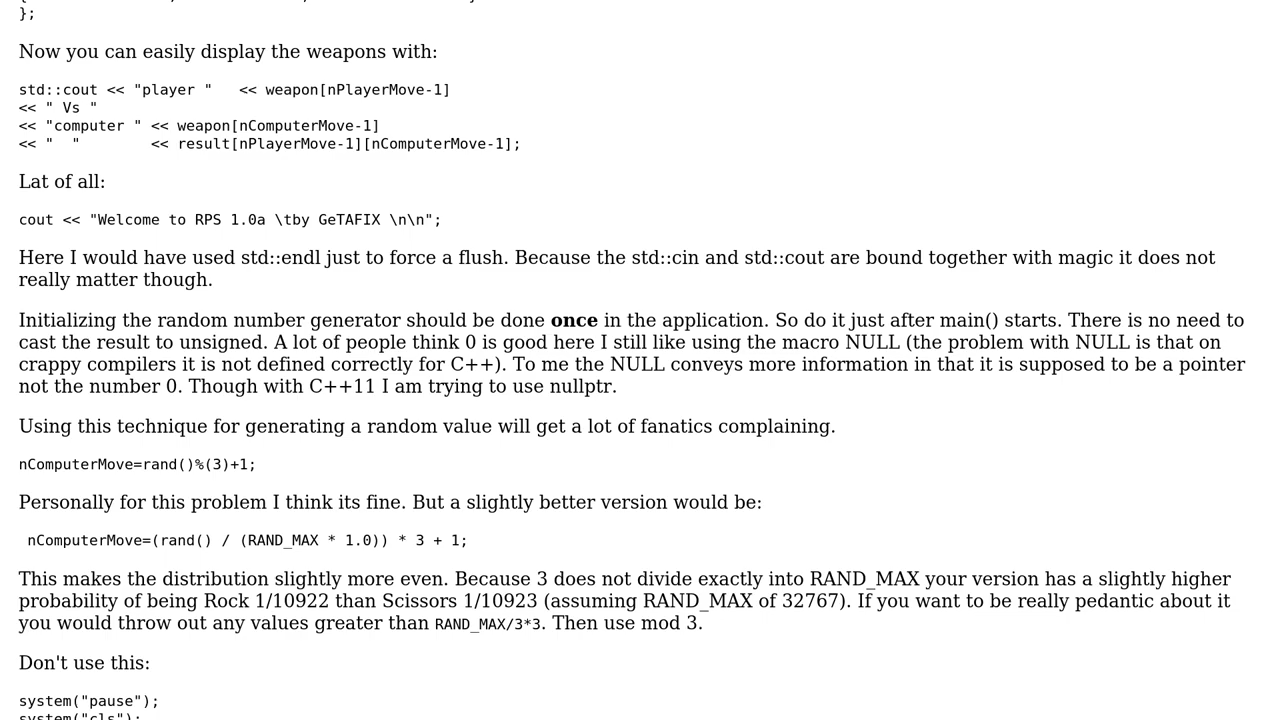 };
Now you can easily display the weapons with:
std::cout << "player "   << weapon[nPlayerMove-1]
<< " Vs "
<< "computer " << weapon[nComputerMove-1]
<< "  "        << result[nPlayerMove-1][nComputerMove-1];
Lat of all:
cout << "Welcome to RPS 1.0a \tby GeTAFIX \n\n";
Here I would have used std::endl just to force a flush. Because the std::cin and std::cout are bound together with magic it does not
really matter though.
Initializing the random number generator should be done once in the application. So do it just after main() starts. There is no need to
cast the result to unsigned. A lot of people think 0 is good here I still like using the macro NULL (the problem with NULL is that on
crappy compilers it is not defined correctly for C++). To me the NULL conveys more information in that it is supposed to be a pointer
not the number 0. Though with C++11 I am trying to use nullptr.
Using this technique for generating a random value will get a lot of fanatics complaining.
nComputerMove=rand()%(3)+1;
Personally for this problem I think its fine. But a slightly better version would be:
nComputerMove=(rand() / (RAND_MAX * 1.0)) * 3 + 1;
This makes the distribution slightly more even. Because 3 does not divide exactly into RAND_MAX your version has a slightly higher
probability of being Rock 1/10922 than Scissors 1/10923 (assuming RAND_MAX of 32767). If you want to be really pedantic about it
you would throw out any values greater than RAND_MAX/3*3. Then use mod 3.
Don't use this:
system("pause");
system("cls");